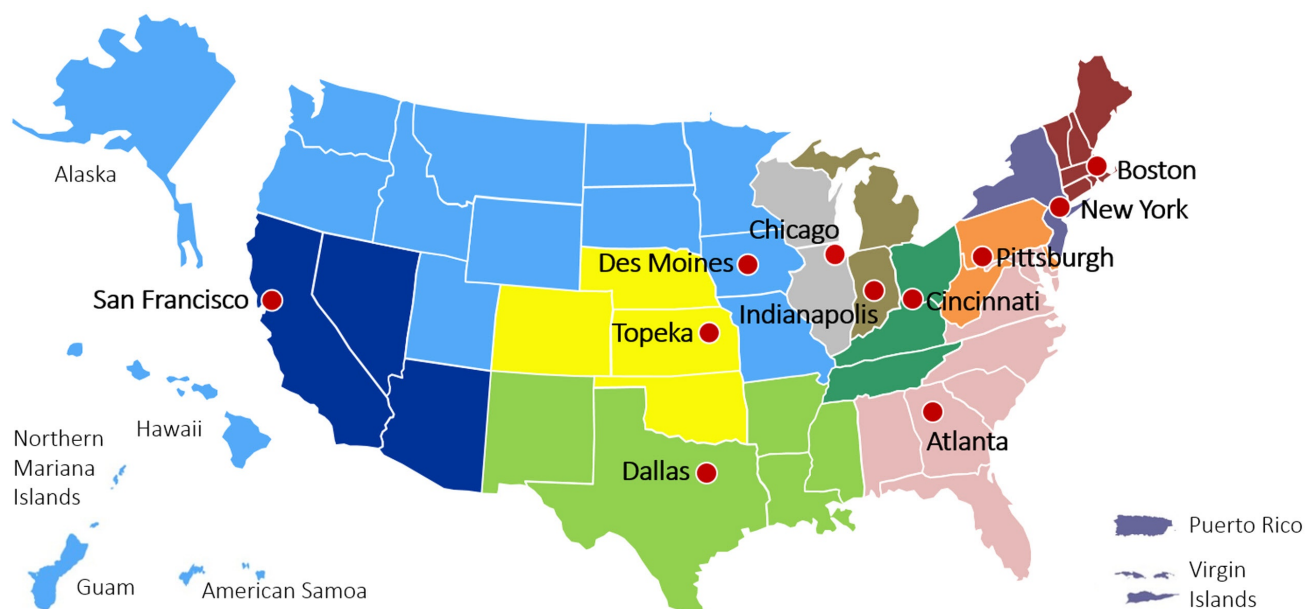 Alaska
Boston
New York
Chicago
Des Moines
Pittsburgh
San Francisco
Cincinnati
Indianapolis
Topeka
Hawaii
Northern
Mariana
Islands
Atlanta
Dallas
Puerto Rico
Guam
American Samoa
Virgin
Islands